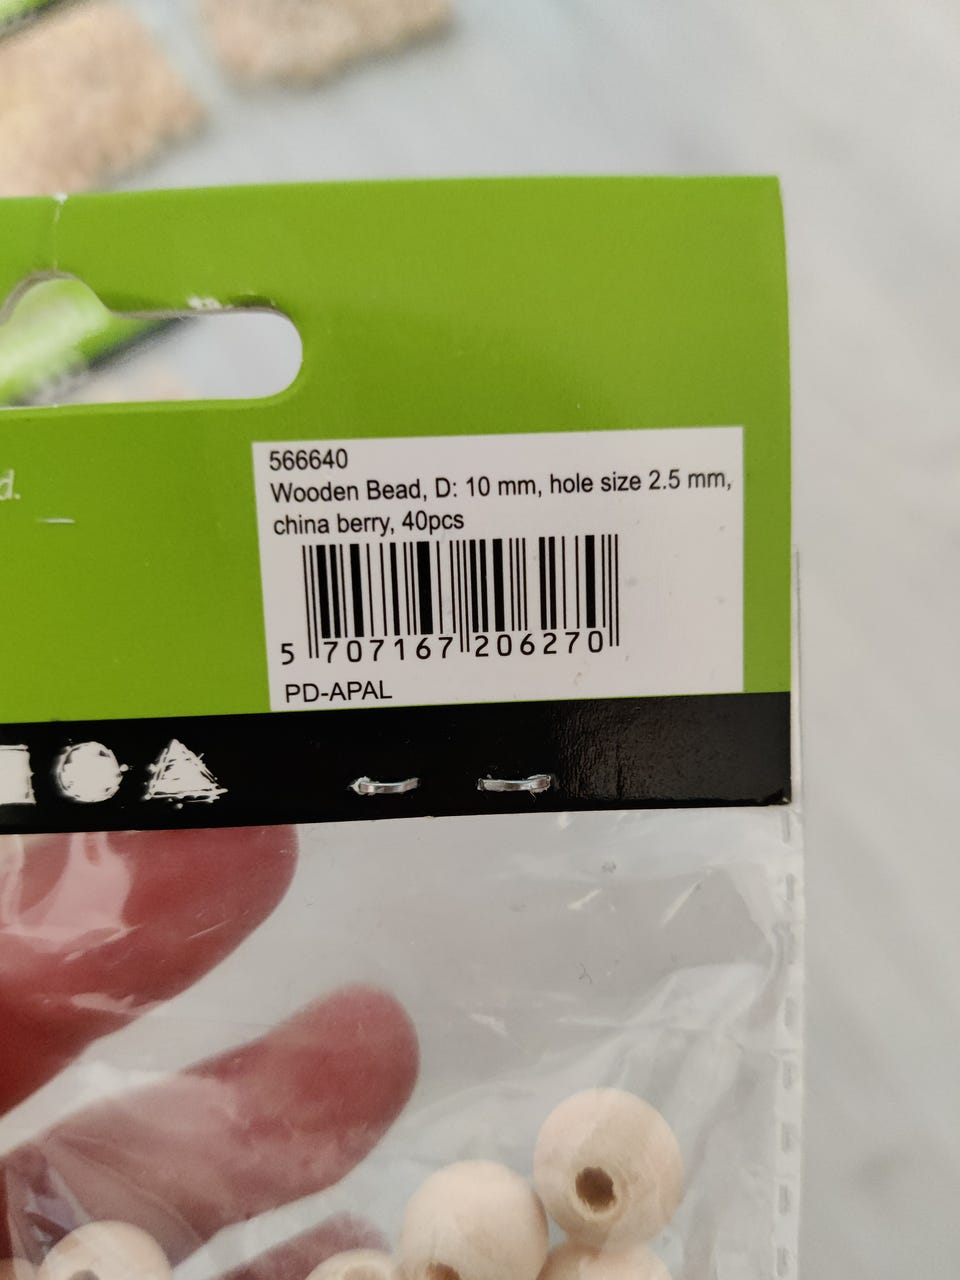 566640
Wooden Bead, D: 10 mm, hole size 2.5 mm,
china berry, 40pcs
5 707167 206270
PD-APAL
d.